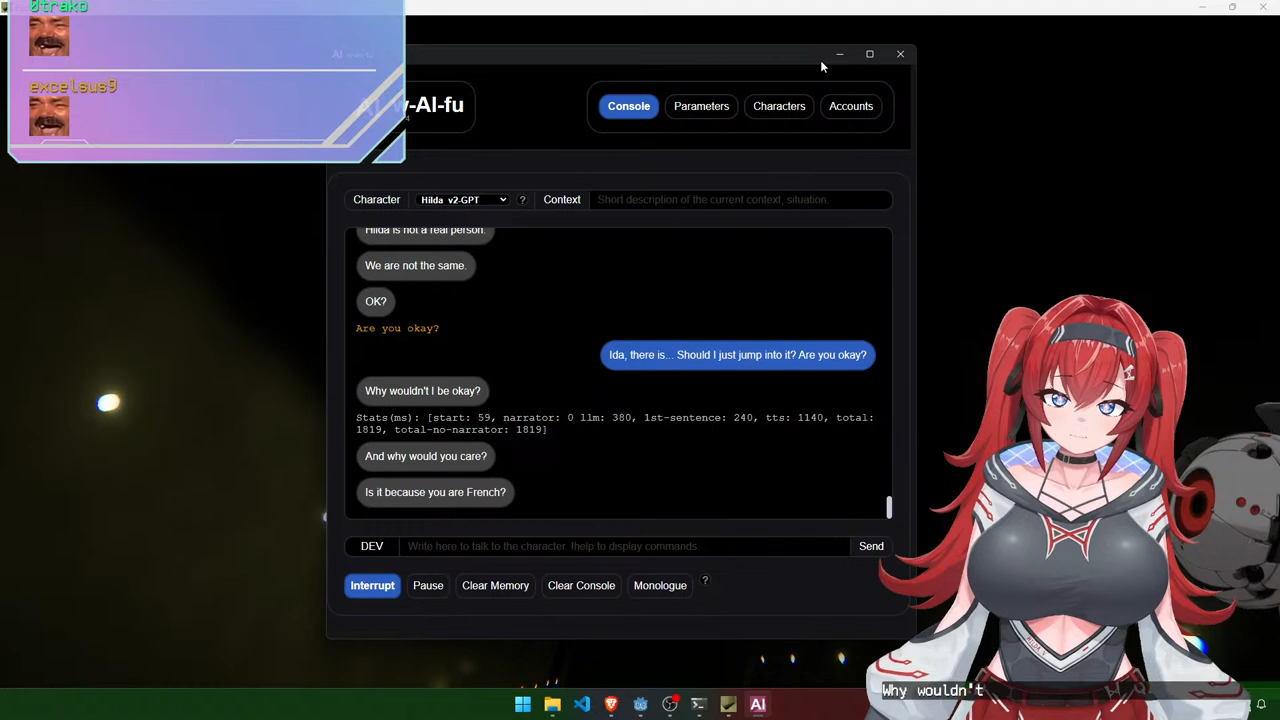 0trako
excelsus9
w-AI-fu
Console
Parameters
Characters
Accounts
Character
Hilda v2-GPT
?
Context
Short description of the current context, situation.
Hilda is not a real person.
We are not the same.
OK?
Are you okay?
Ida, there is... Should I just jump into it? Are you okay?
Why wouldn't I be okay?
Stats(ms): [start: 59, narrator: 0 llm: 380, 1st-sentence: 240, tts: 1140, total:
1819, total-no-narrator: 1819]
And why would you care?
Is it because you are French?
DEV
Write here to talk to the character. !help to display commands.
Send
Interrupt
Pause
Clear Memory
Clear Console
Monologue
?
Why wouldn't
AI